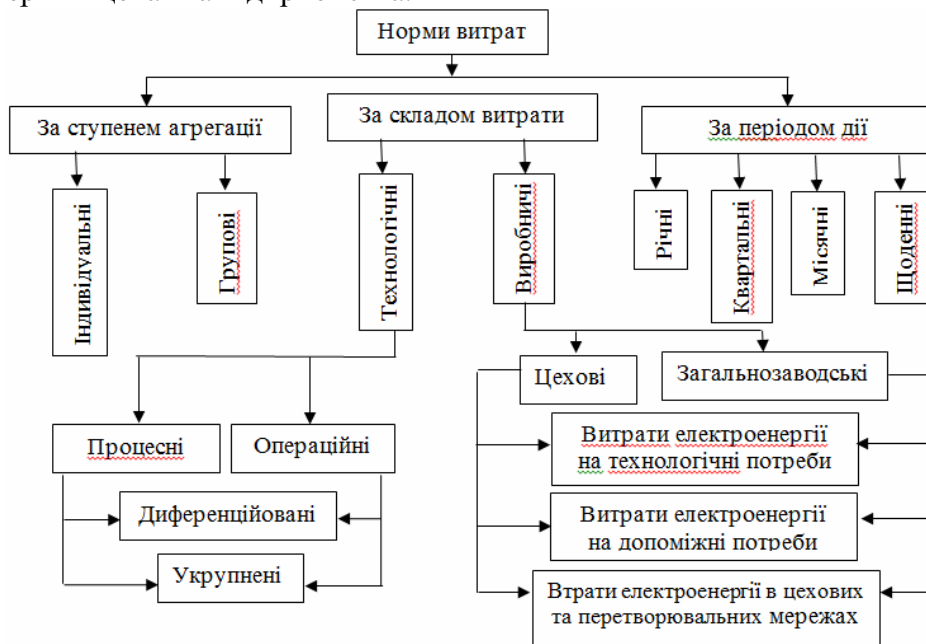 Норми витрат
За ступенем агрегації
За складом витрати
За періодом дії
Індивідуальні
Групові
Технологічні
Виробничі
Річні
Квартальні
Місячні
Щоденні
Цехові
Загальнозаводські
Процесні
Операційні
Витрати електроенергії
на технологічні потреби
Диференційовані
Витрати електроенергії
на допоміжні потреби
Укрупнені
Втрати електроенергії в цехових
та перетворювальних мережах